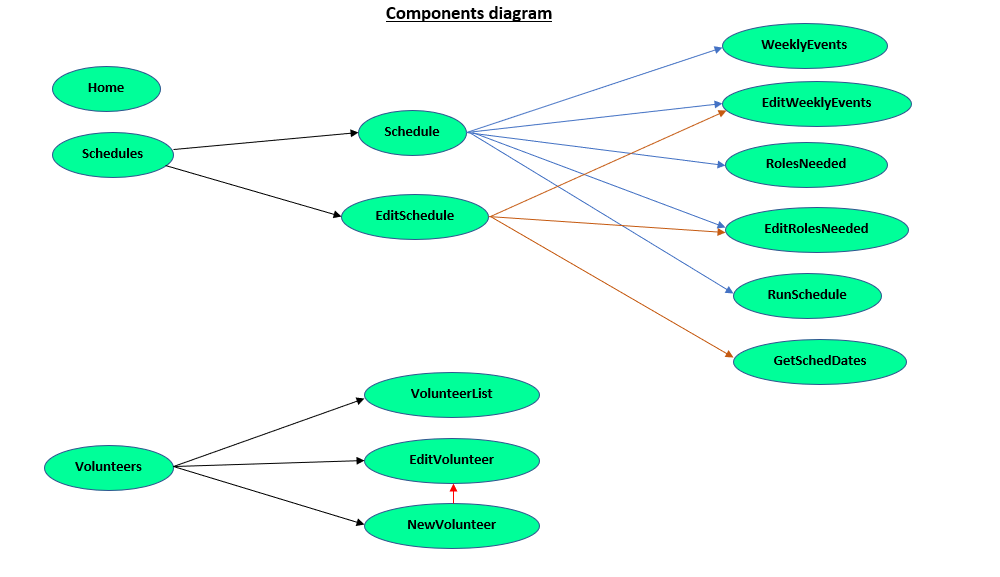 Components diagram
Home
Schedules
Schedule
EditSchedule
WeeklyEvents
EditWeeklyEvents
RolesNeeded
EditRolesNeeded
RunSchedule
GetSchedDates
Volunteers
VolunteerList
EditVolunteer
NewVolunteer